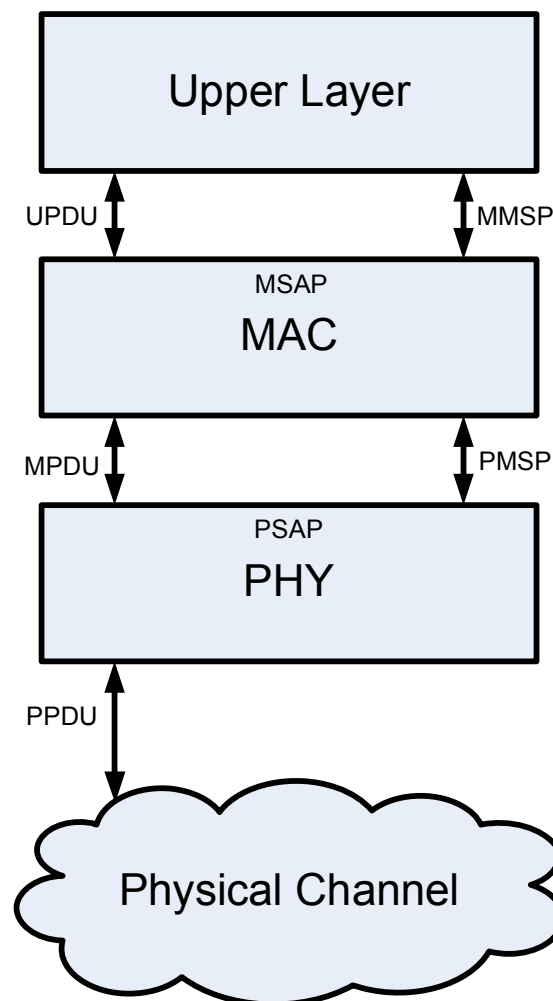 Upper Layer
UPDU
MMSP
MSAP
MAC
MPDU
PMSP
PSAP
PHY
PPDU
Physical Channel